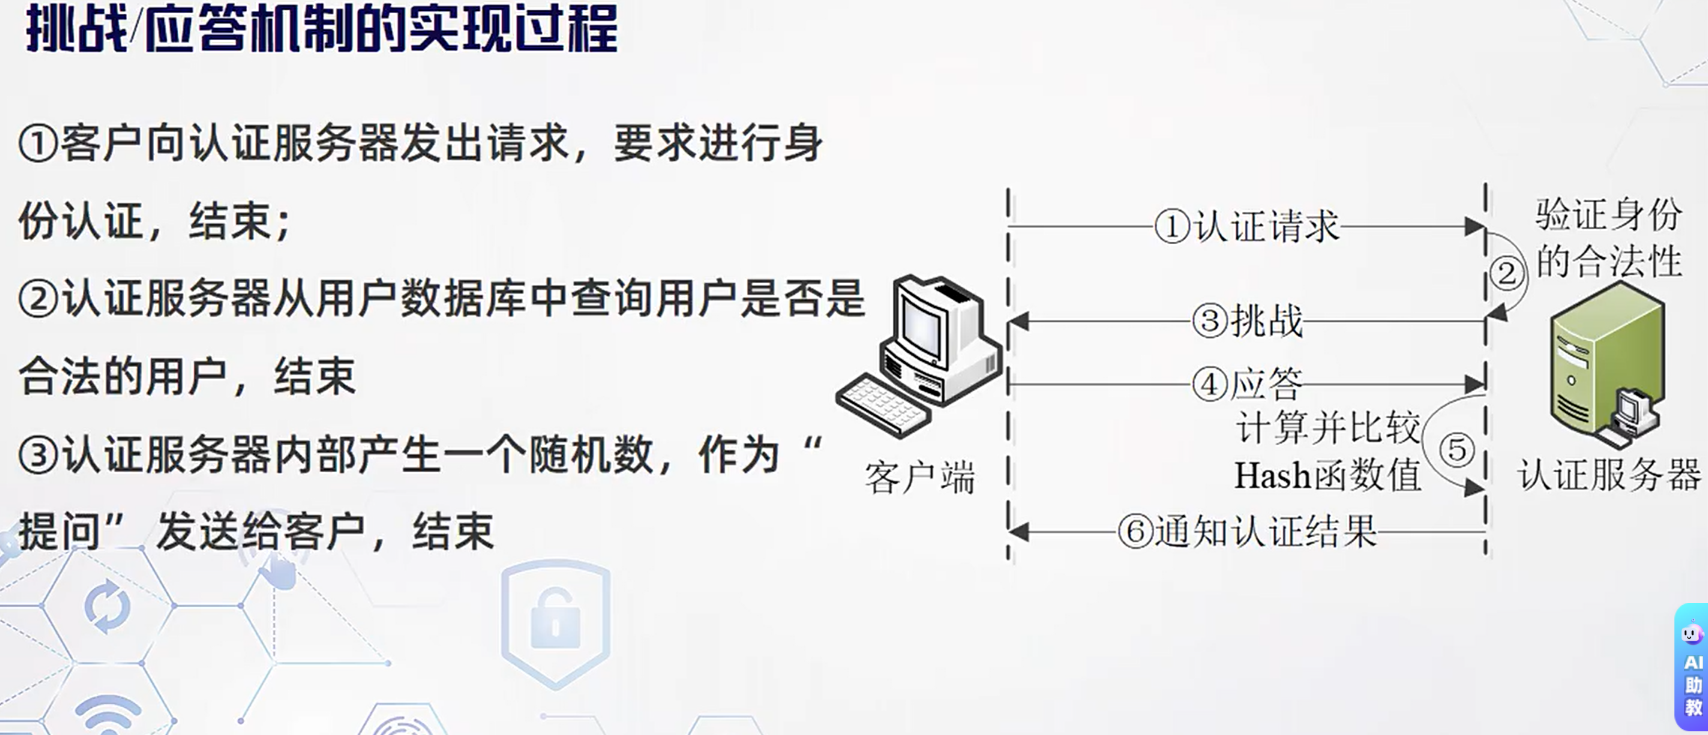 挑战/应答机制的实现过程
①客户向认证服务器发出请求，要求进行身
份认证，结束；
②认证服务器从用户数据库中查询用户是否是
合法的用户，结束
③认证服务器内部产生一个随机数，作为“
提问” 发送给客户，结束
①认证请求
验证身份
的合法性
②
③挑战
④应答
计算并比较
Hash函数值
⑤
客户端
认证服务器
⑥通知认证结果
AI
助
教